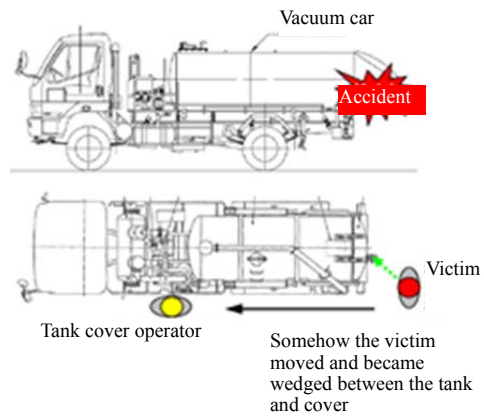 Vacuum car
Accident
Victim
Tank cover operator
Somehow the victim
moved and became
wedged between the tank
and cover